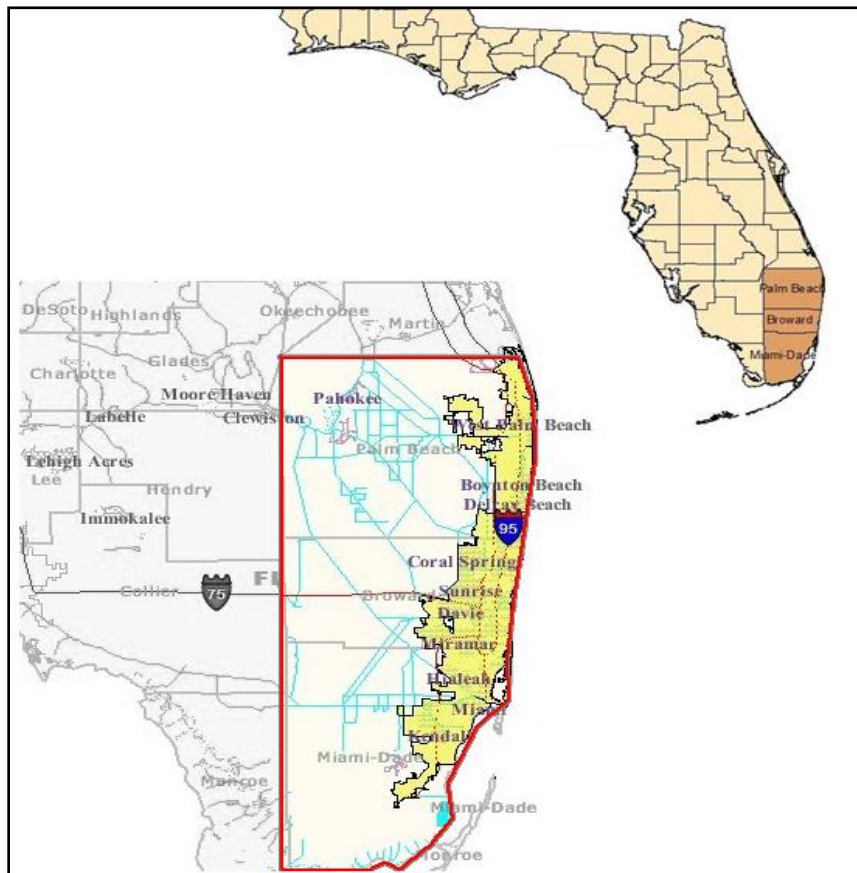 Palm Beach
Broward
Miami-Dade
DeSoto
Highlands
Okeechobee
Martin
Glades
Charlotte
Moore Haven
Pahokee
Labelle
Clewiston
West Palm Beach
Palm Beach
Lehigh Acres
Lee
Hendry
Boynton Beach
Delray Beach
Immokalee
95
Coral Spring
FL
75
Collier
Broward
Sunrise
Davie
Miramar
Hialeah
Miami
Kendall
Miami-Dade
Monroe
Miami-Dade
Monroe